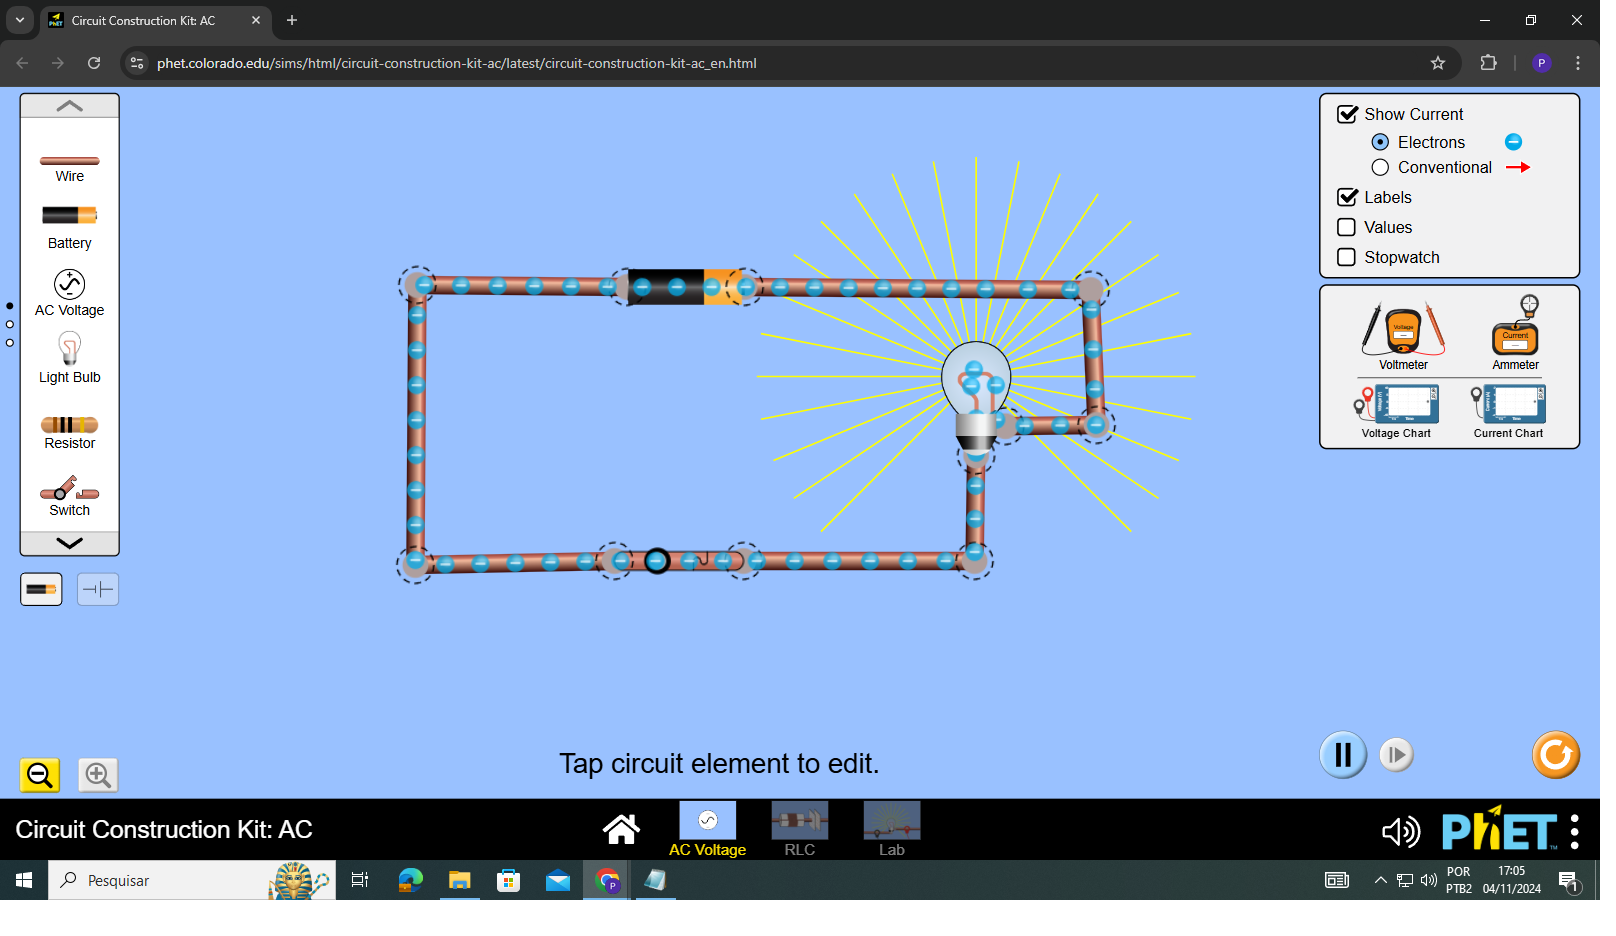 Circuit Construction Kit: AC
phet.colorado.edu/sims/html/circuit-construction-kit-ac/latest/circuit-construction-kit-ac_en.html
P
Wire
Battery
AC Voltage
Light Bulb
Resistor
Switch
Show Current
Electrons
Conventional
Labels
Values
Stopwatch
Voltage
Current
Voltmeter
Ammeter
Voltage Chart
Current Chart
Tap circuit element to edit.
Circuit Construction Kit: AC
AC Voltage
RLC
Lab
PhET
Pesquisar
P
POR
PTB2
17:05
04/11/2024
1